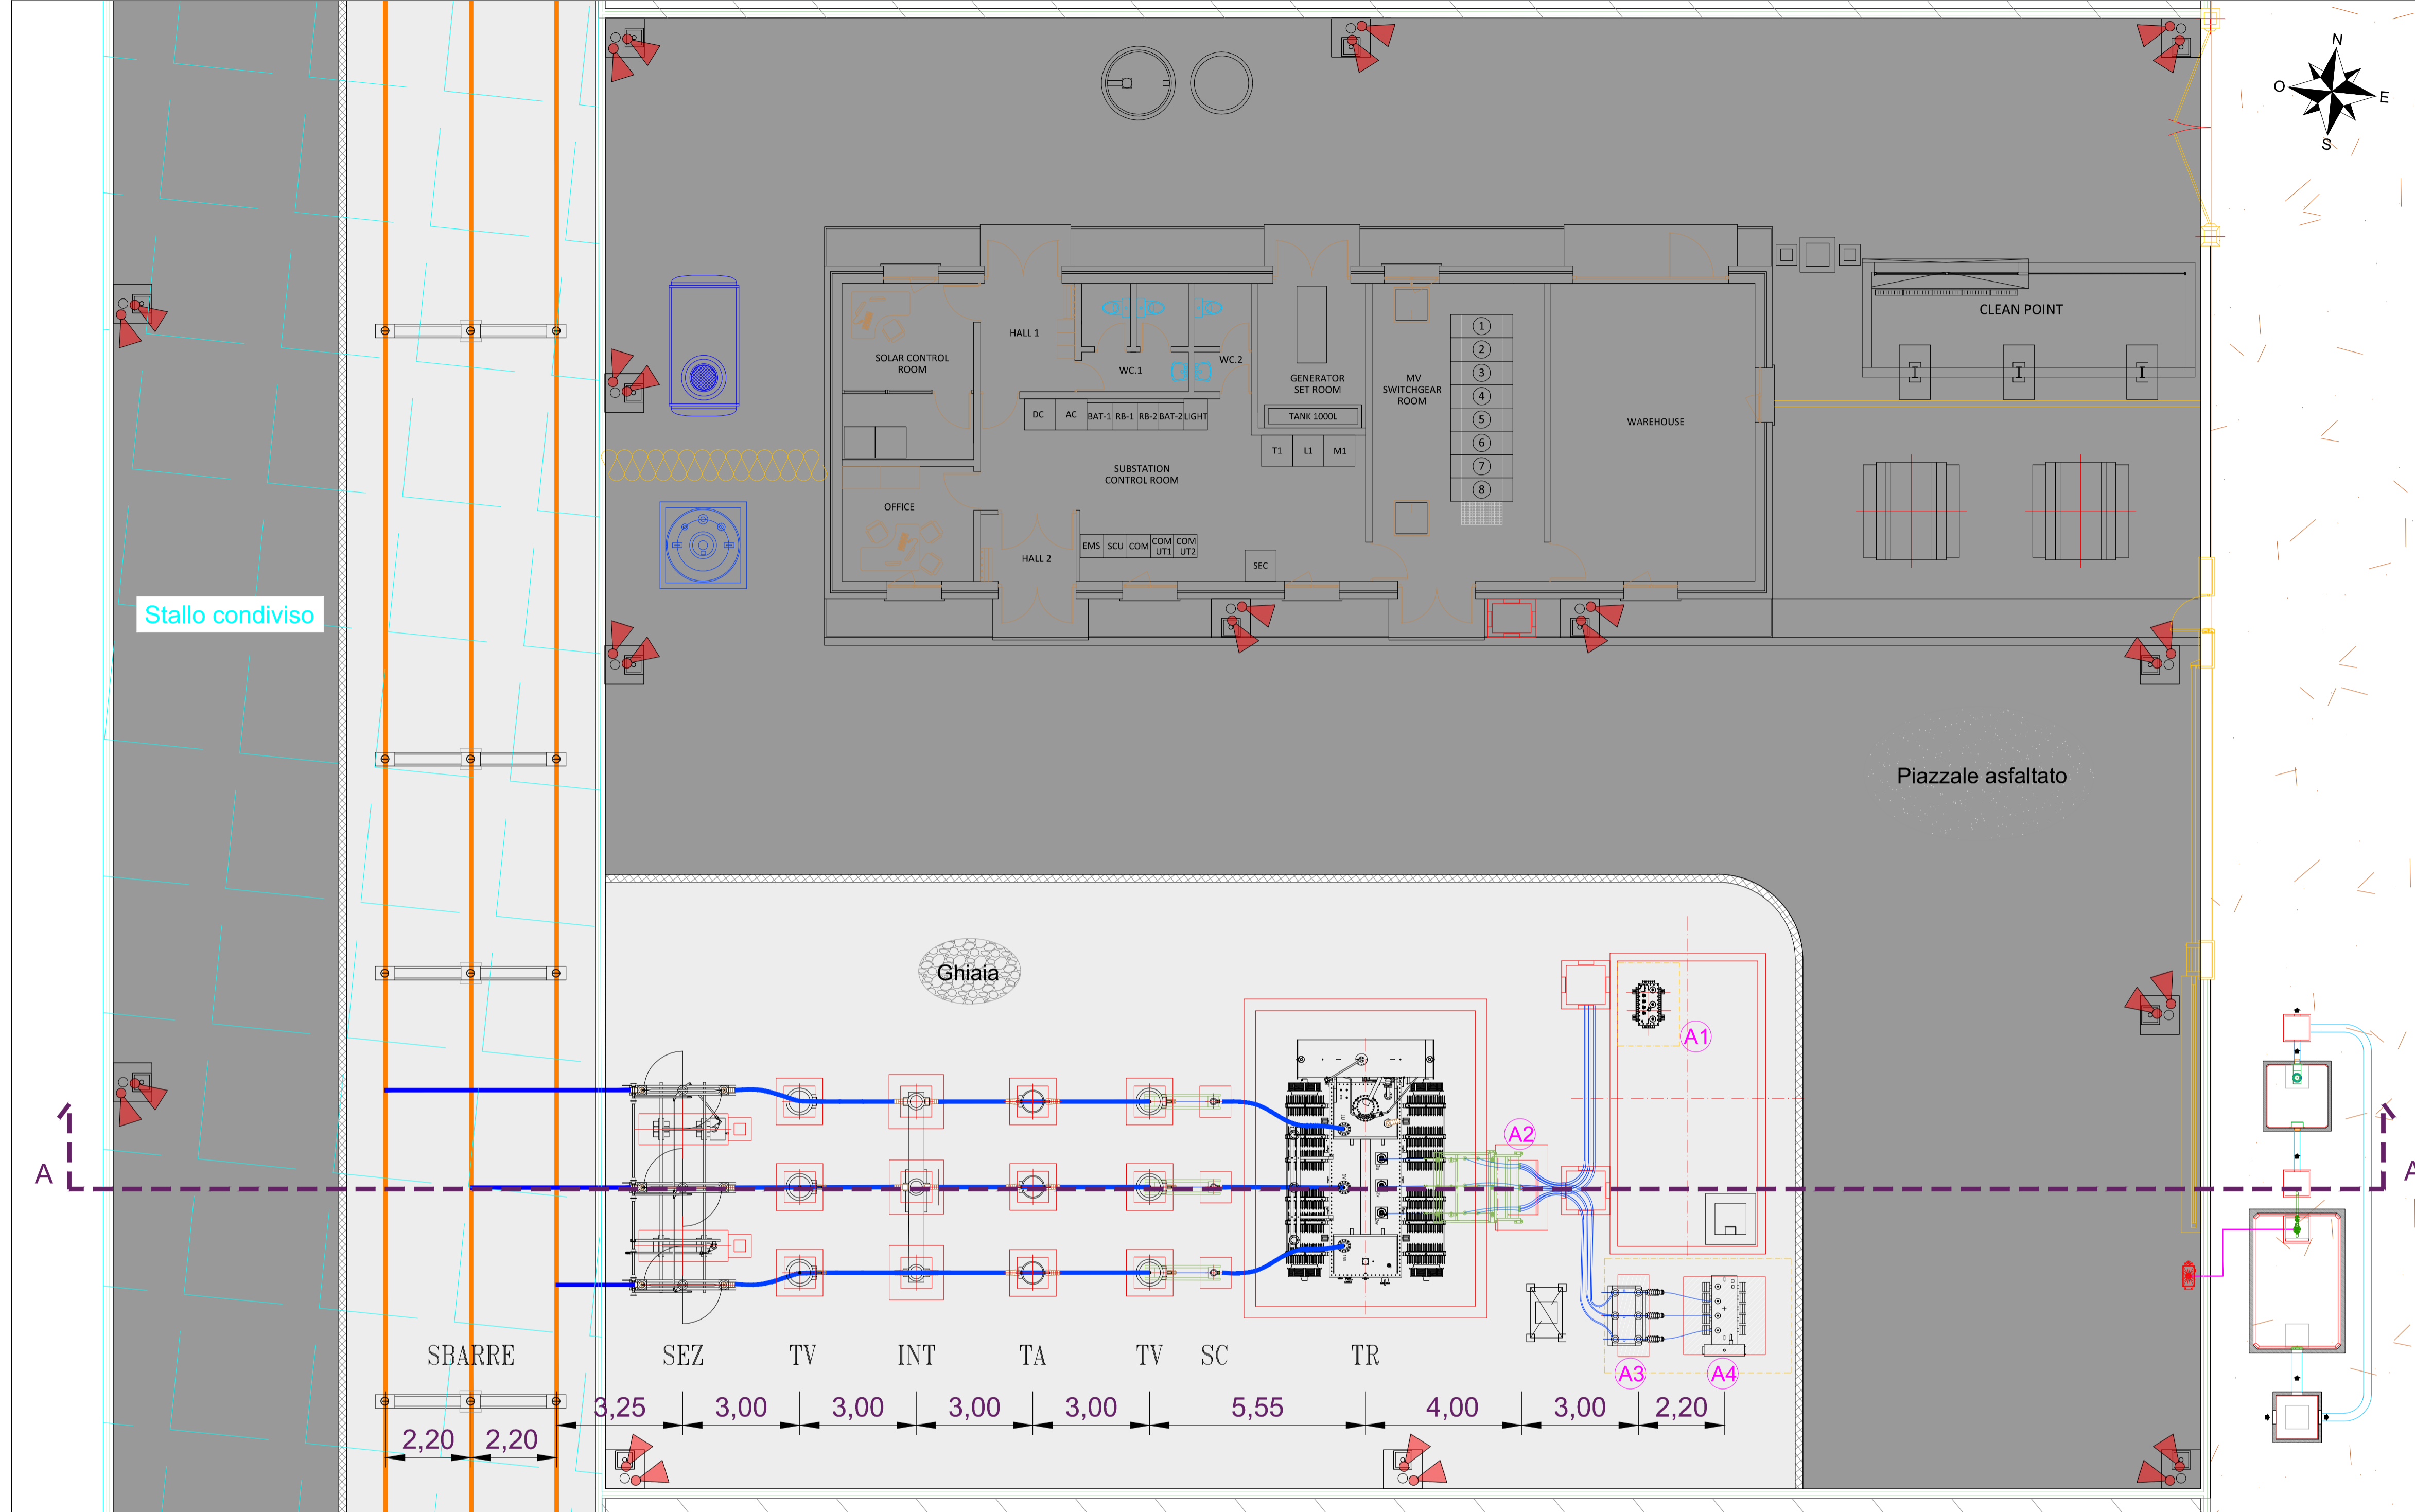 N
O
E
S
SOLAR CONTROL
ROOM
HALL 1
WC.1
WC.2
GENERATOR
SET ROOM
TANK 1000L
MV
SWITCHGEAR
ROOM
1
2
3
4
5
6
7
8
WAREHOUSE
CLEAN POINT
DC
AC
BAT-1
RB-1
RB-2
BAT-2
LIGHT
T1
L1
M1
SUBSTATION
CONTROL ROOM
OFFICE
HALL 2
EMS
SCU
COM
COM
UT1
COM
UT2
SEC
Stallo condiviso
Piazzale asfaltato
Ghiaia
A1
A2
A
A
SBARRE
SEZ
TV
INT
TA
TV
SC
TR
A3
A4
3,25
3,00
3,00
3,00
3,00
5,55
4,00
3,00
2,20
2,20
2,20